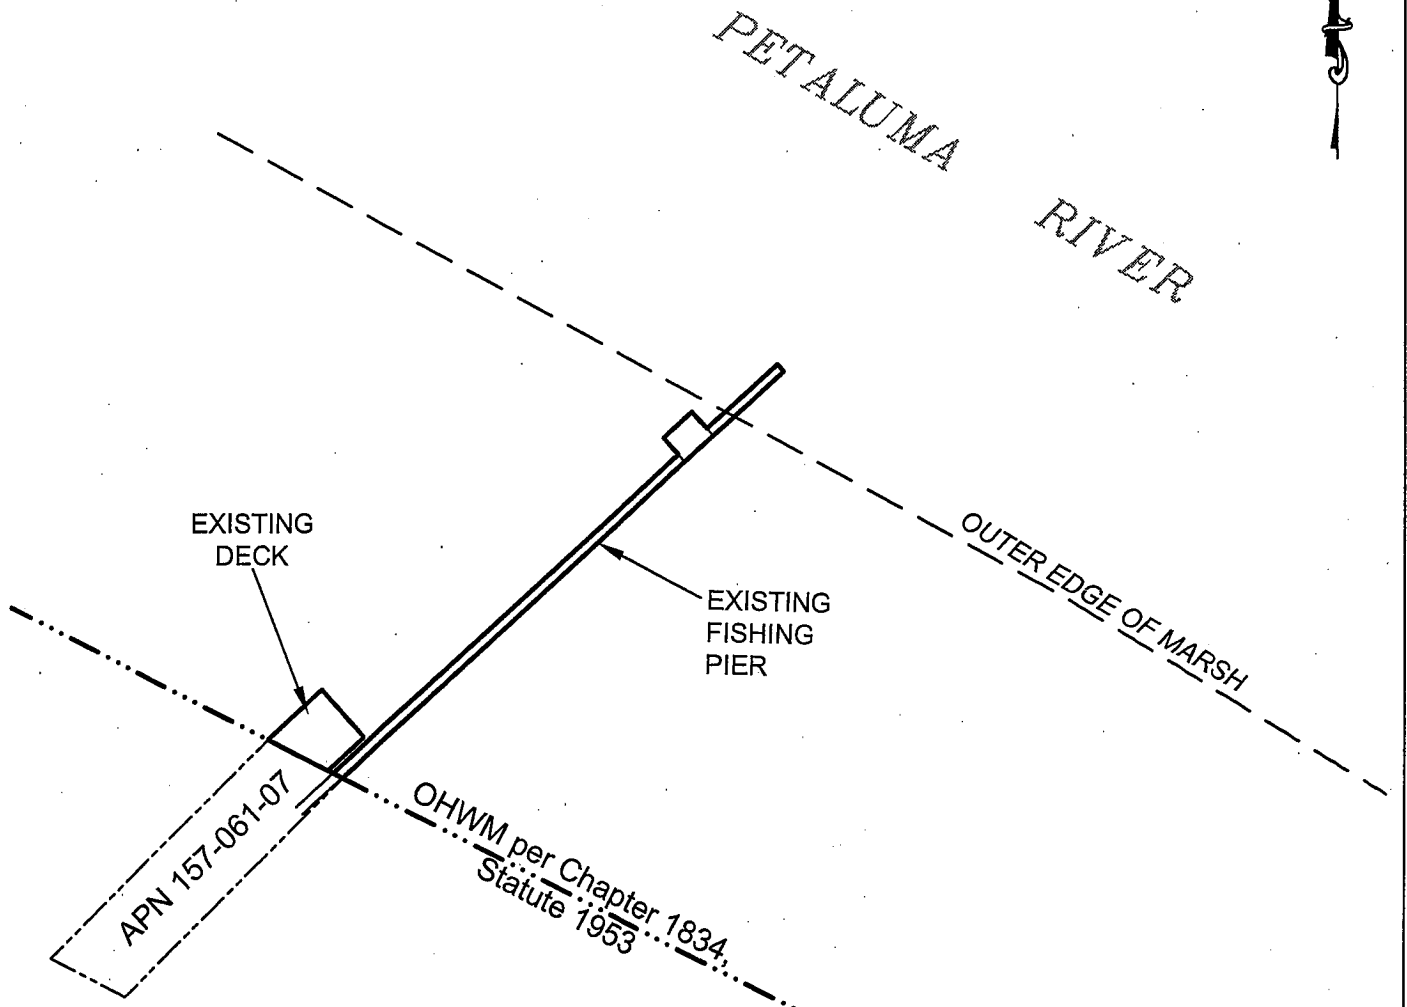 PETALUMA
RIVER
EXISTING
DECK
EXISTING
FISHING
PIER
OUTER EDGE OF MARSH
APN 157-061-07
OHWM per Chapter 1834,
Statute 1953